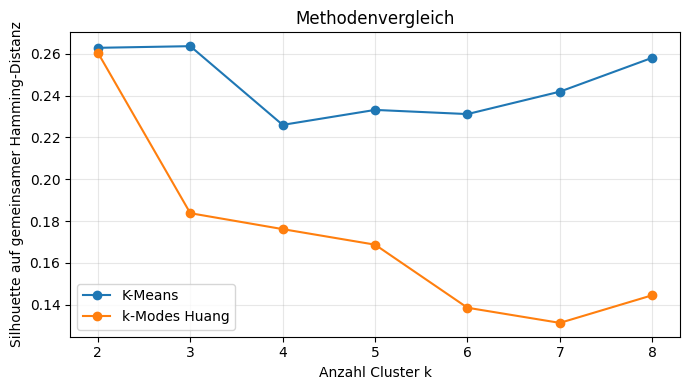 Methodenvergleich
Silhouette auf gemeinsamer Hamming-Distanz
0.26
0.24
0.22
0.20
0.18
0.16
0.14
K-Means
k-Modes Huang
2 3 4 5 6 7 8
Anzahl Cluster k